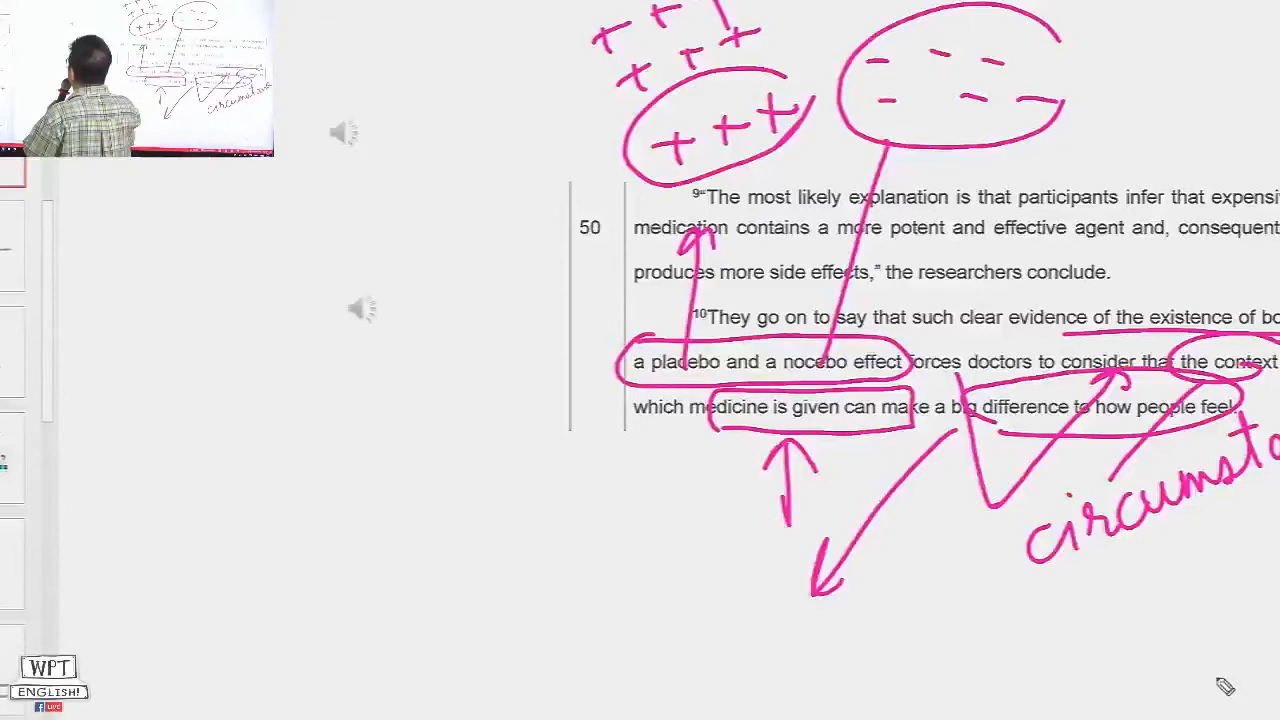 ⁹“The most likely explanation is that participants infer that expensi
50 medication contains a more potent and effective agent and, consequent
produces more side effects,” the researchers conclude.
¹⁰They go on to say that such clear evidence of the existence of bo
a placebo and a nocebo effect forces doctors to consider that the context
which medicine is given can make a big difference to how people feel.
circumsta
WPT
ENGLISH!
LIVE